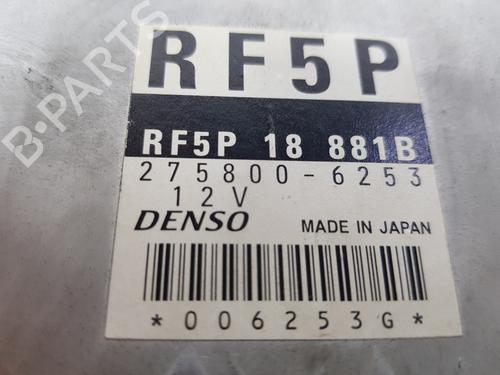 RF5P
RF5P 18 881B
275800-6253
12V
DENSO MADE IN JAPAN
*006253G*
B-PARTS